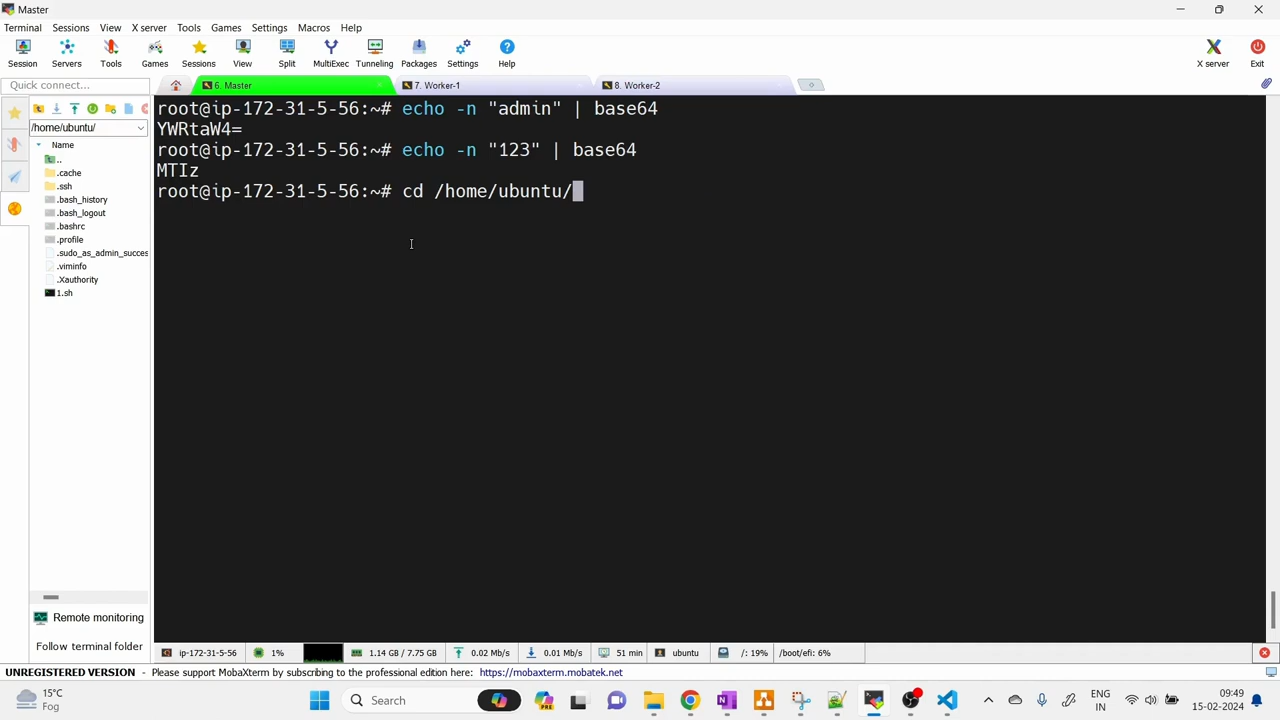 Master
Terminal Sessions View X server Tools Games Settings Macros Help
Session Servers Tools Games Sessions View Split MultiExec Tunneling Packages Settings Help X server Exit
Quick connect...
6. Master
7. Worker-1
8. Worker-2
/home/ubuntu/
Name
..
.cache
.ssh
.bash_history
.bash_logout
.bashrc
.profile
.sudo_as_admin_succes
.viminfo
.Xauthority
1.sh
Remote monitoring
Follow terminal folder
root@ip-172-31-5-56:~# echo -n "admin" | base64
YWRtaW4=
root@ip-172-31-5-56:~# echo -n "123" | base64
MTIz
root@ip-172-31-5-56:~# cd /home/ubuntu/
ip-172-31-5-56 1% 1.14 GB / 7.75 GB 0.02 Mb/s 0.01 Mb/s 51 min ubuntu /: 19% /boot/efi: 6%
UNREGISTERED VERSION - Please support MobaXterm by subscribing to the professional edition here: https://mobaxterm.mobatek.net
15°C
Fog
Search
ENG
IN
09:49
15-02-2024